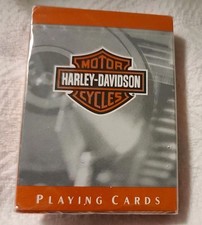 MOTOR
HARLEY-DAVIDSON
CYCLES
PLAYING CARDS